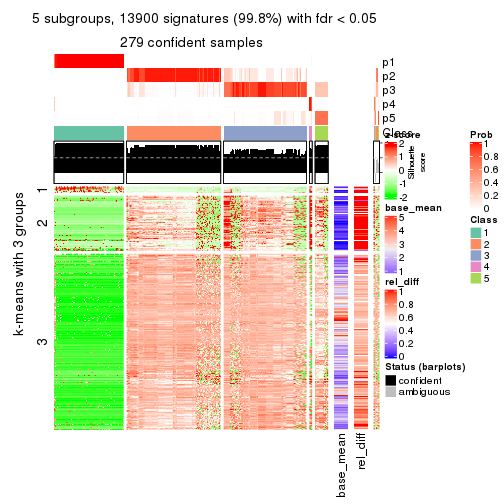 5 subgroups, 13900 signatures (99.8%) with fdr < 0.05
279 confident samples
p1
p2
p3
p4
p5
Class
z-score
2
1
0
-1
-2
Silhouette
score
Prob
1
0.8
0.6
0.4
0.2
0
base_mean
5
4
3
2
1
Class
1
2
3
4
5
rel_diff
1
0.8
0.6
0.4
0.2
0
Status (barplots)
confident
ambiguous
k-means with 3 groups
1
2
3
base_mean
rel_diff